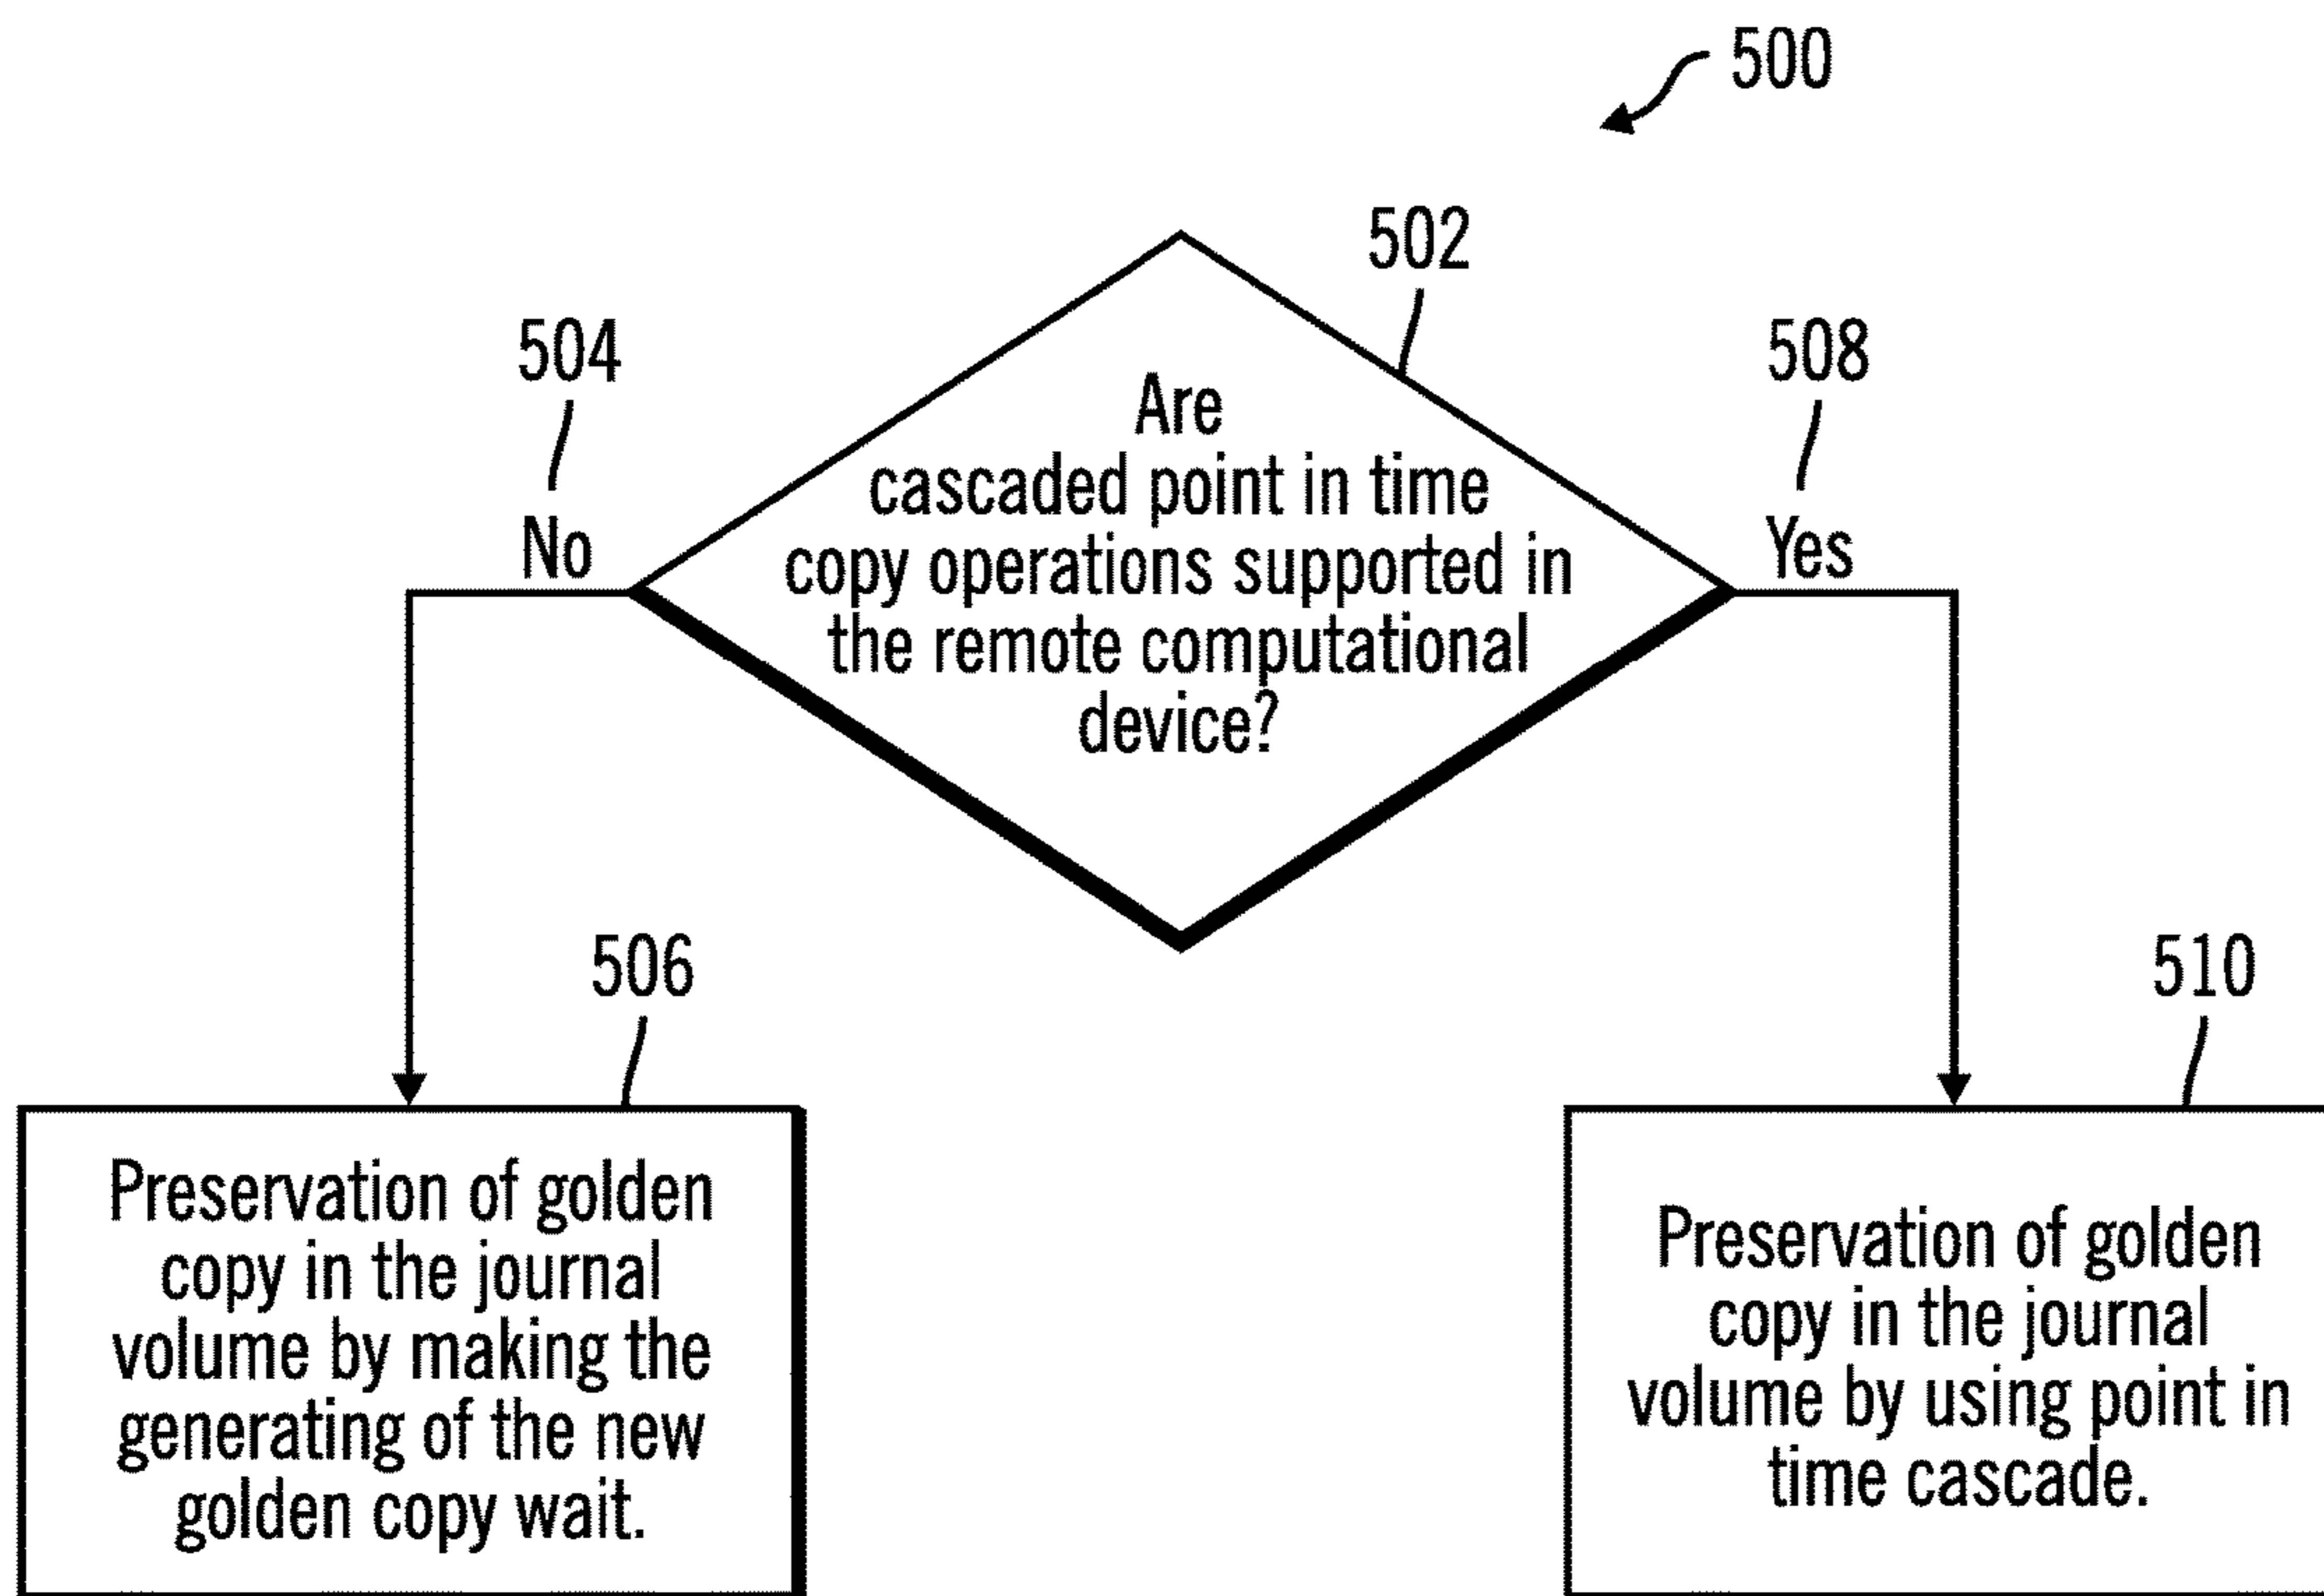 500
502
504
508
No
Yes
Are
cascaded point in time
copy operations supported in
the remote computational
device?
506
510
Preservation of golden
copy in the journal
volume by making the
generating of the new
golden copy wait.
Preservation of golden
copy in the journal
volume by using point in
time cascade.